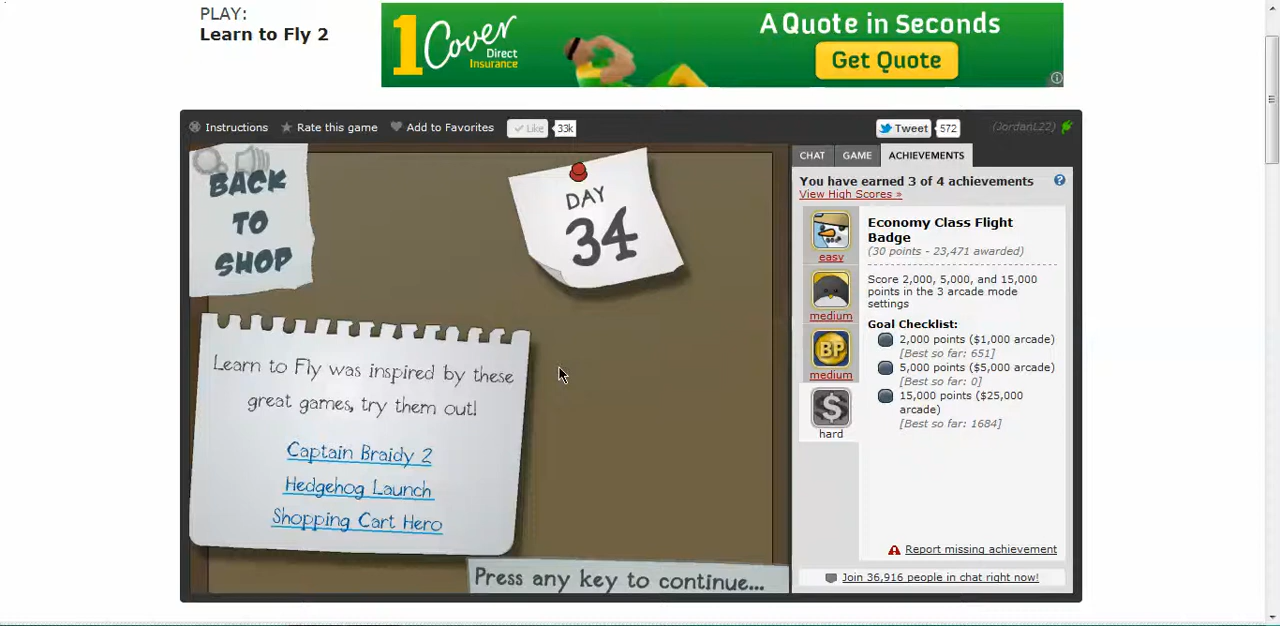 PLAY:
Learn to Fly 2
1Cover
Direct
Insurance
A Quote in Seconds
Get Quote
Instructions
Rate this game
Add to Favorites
Like
33k
Tweet
572
(JordanL22)
BACK
TO
SHOP
DAY
34
Learn to Fly was inspired by these
great games, try them out!
Captain Braidy 2
Hedgehog Launch
Shopping Cart Hero
Press any key to continue...
CHAT
GAME
ACHIEVEMENTS
You have earned 3 of 4 achievements
View High Scores »
easy
medium
BP
medium
$
hard
Economy Class Flight
Badge
(30 points - 23,471 awarded)
Score 2,000, 5,000, and 15,000
points in the 3 arcade mode
settings
Goal Checklist:
2,000 points ($1,000 arcade)
[Best so far: 651]
5,000 points ($5,000 arcade)
[Best so far: 0]
15,000 points ($25,000
arcade)
[Best so far: 1684]
Report missing achievement
Join 36,916 people in chat right now!